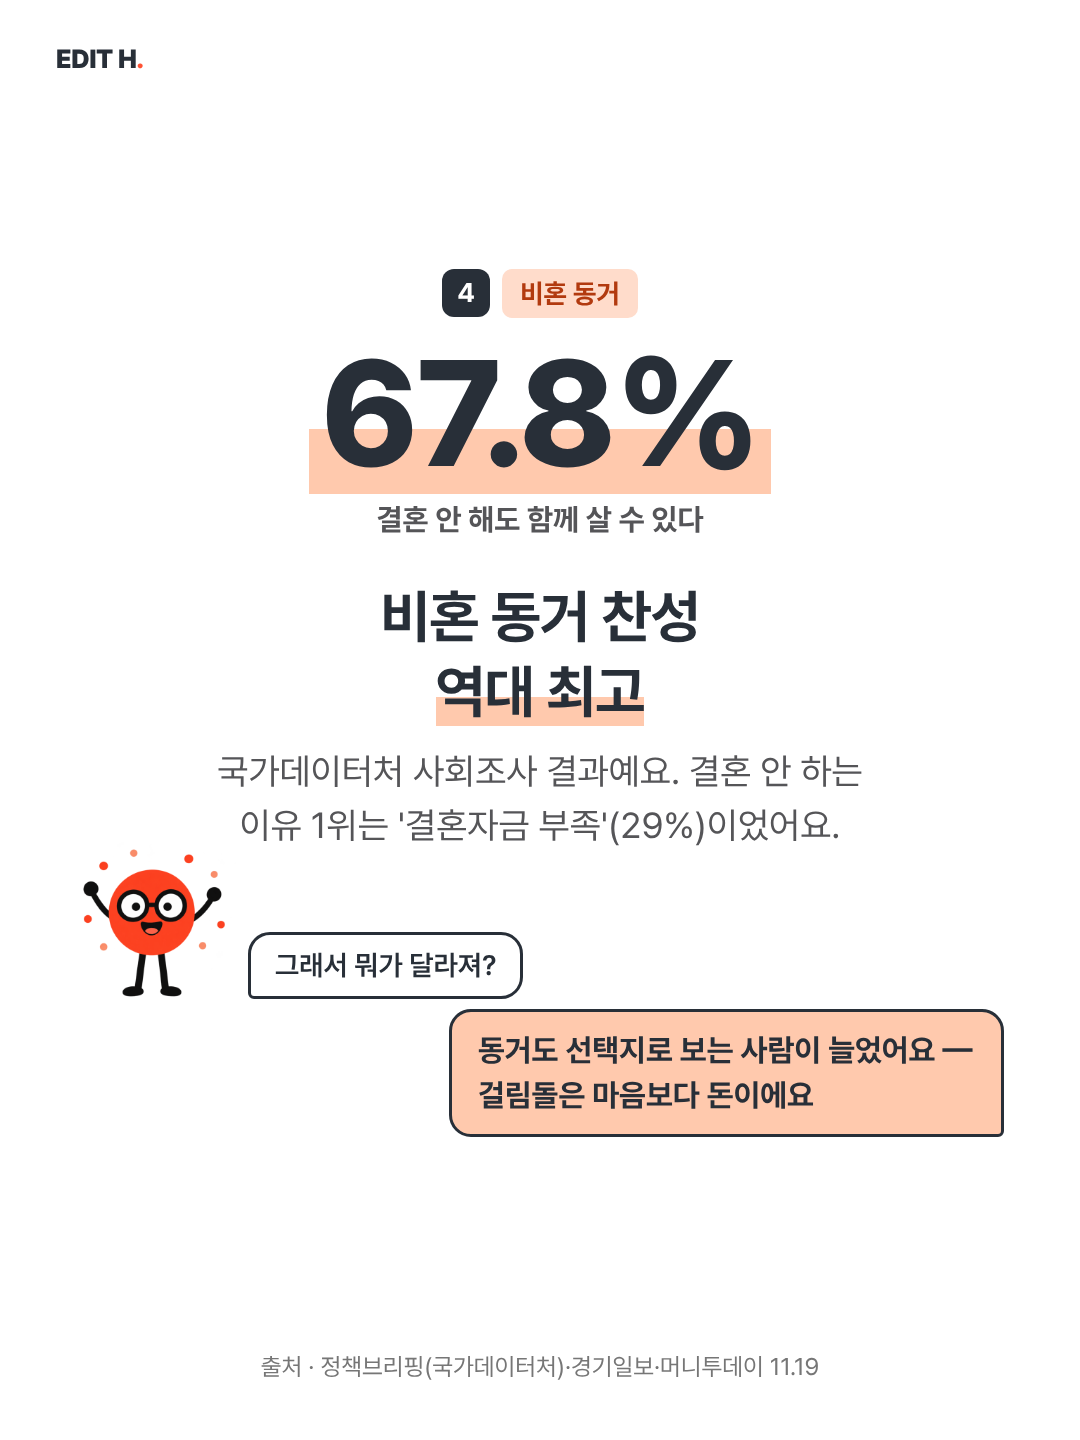 EDIT H.
4 비혼 동거
67.8%
결혼 안 해도 함께 살 수 있다
비혼 동거 찬성
역대 최고
국가데이터처 사회조사 결과예요. 결혼 안 하는
이유 1위는 '결혼자금 부족'(29%)이었어요.
그래서 뭐가 달라져?
동거도 선택지로 보는 사람이 늘었어요 —
걸림돌은 마음보다 돈이에요
출처 · 정책브리핑(국가데이터처)·경기일보·머니투데이 11.19